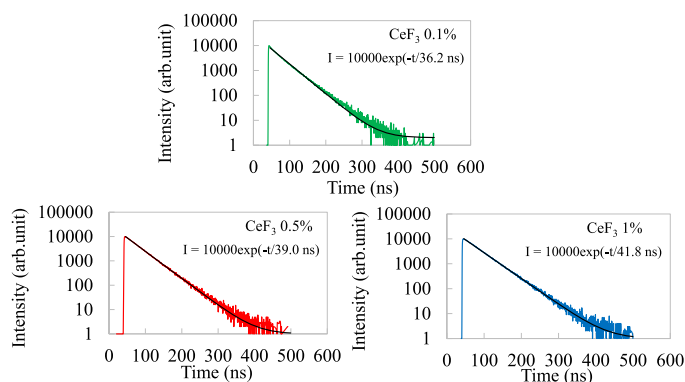 CeF₃ 0.1%
I = 10000exp(-t/36.2 ns)
Intensity (arb.unit)
100000
10000
1000
100
10
1
0 100 200 300 400 500 600
Time (ns)
CeF₃ 0.5%
I = 10000exp(-t/39.0 ns)
Intensity (arb.unit)
100000
10000
1000
100
10
1
0 100 200 300 400 500 600
Time (ns)
CeF₃ 1%
I = 10000exp(-t/41.8 ns)
Intensity (arb.unit)
100000
10000
1000
100
10
1
0 100 200 300 400 500 600
Time (ns)